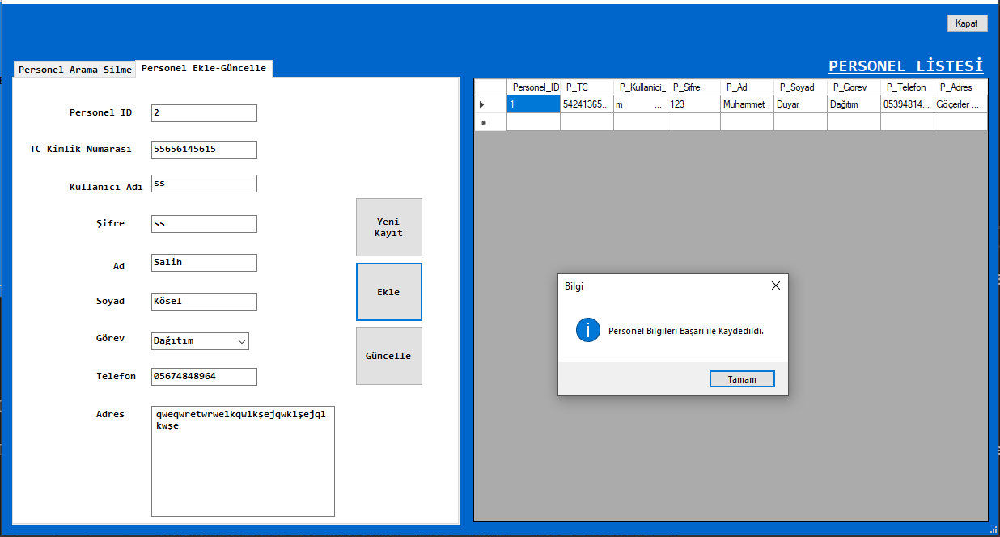 Kapat
Personel Arama-Silme
Personel Ekle-Güncelle
PERSONEL LİSTESİ
Personel ID
2
TC Kimlik Numarası
55656145615
Kullanıcı Adı
ss
Şifre
ss
Ad
Salih
Soyad
Kösel
Görev
Dağıtım
Telefon
05674848964
Adres
qweqwretwrwelkqwlkşejqwklşejql
kwşe
Yeni
Kayıt
Ekle
Güncelle
Personel_ID P_TC P_Kullanici_ P_Sifre P_Ad P_Soyad P_Gorev P_Telefon P_Adres
1 54241365... m ... 123 Muhammet Duyar Dağıtım 05394814... Göçerler ...
Bilgi
Personel Bilgileri Başarı ile Kaydedildi.
Tamam